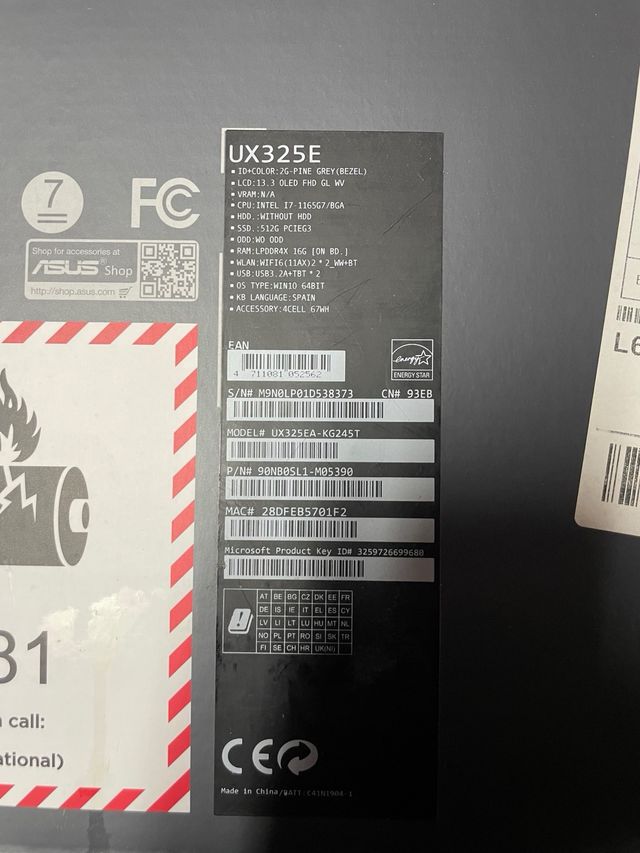 7
FC
Shop for accessories at
ASUS® Shop
http://shop.asus.com
UX325E
▪ ID+COLOR:2G-PINE GREY(BEZEL)
▪ LCD:13.3 OLED FHD GL WV
▪ VRAM:N/A
▪ CPU:INTEL I7-1165G7/BGA
▪ HDD.:WITHOUT HDD
▪ SSD.:512G PCIEG3
▪ ODD:WO ODD
▪ RAM:LPDDR4X 16G [ON BD.]
▪ WLAN:WIFI6(11AX)2*2_WW+BT
▪ USB:USB3.2A+TBT*2
▪ OS TYPE:WIN10 64BIT
▪ KB LANGUAGE:SPAIN
▪ ACCESSORY:4CELL 67WH
EAN
4 711081 052562
energy
ENERGY STAR
S/N# M9N0LP01D538373 CN# 93EB
MODEL# UX325EA-KG245T
P/N# 90NB0SL1-M05390
MAC# 28DFEB5701F2
Microsoft Product Key ID# 3259726699680
AT BE BG CZ DK EE FR
DE IS IE IT EL ES CY
LV LI LT LU HU MT NL
NO PL PT RO SI SK TR
FI SE CH HR UK(NI)
CE
Made in China/BATT:C41N1904-1
31
call:
ational)
L6